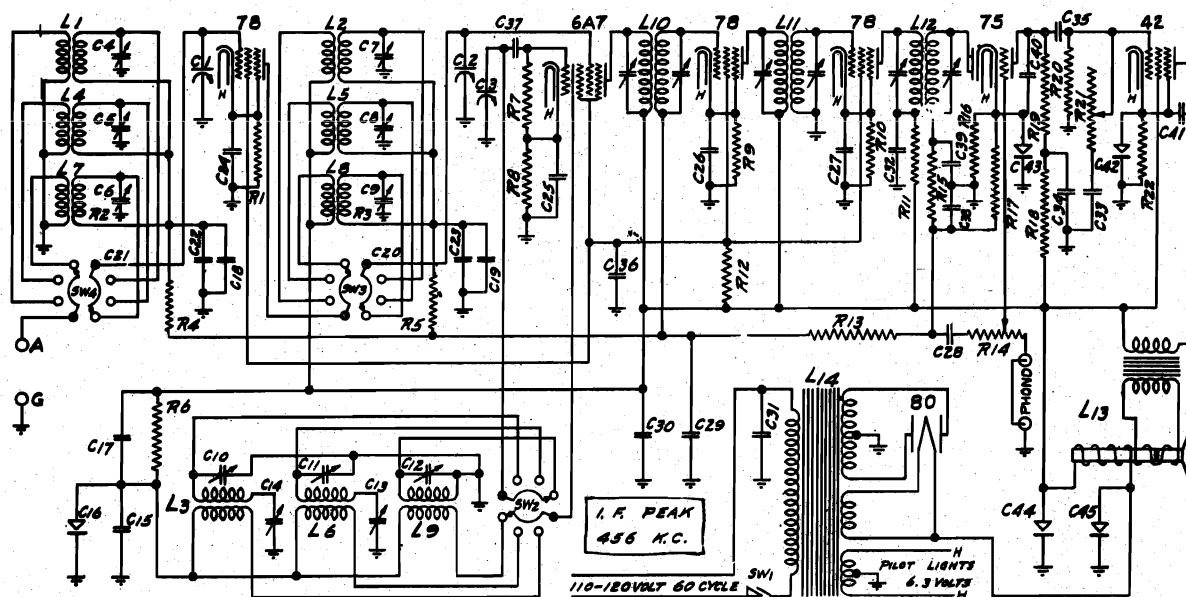 L1
C4
78
L2
C7
C37
6A7
L10
78
L11
78
L12
75
C35
42
C40
R20
C1
H
C2
C3
R7
H
H
H
H
H
L4
C5
L5
C8
R16
R19
R21
C41
C24
R1
R8
C25
C26
R9
C27
R10
C32
C39
R15
C38
R11
R17
C43
R18
C34
C33
C42
R22
L7
C6
R2
L8
C9
R3
C22
C18
C21
SW4
C20
SW3
C23
C19
C36
R12
R4
R5
A
R13
C28
R14
G
PHONO
L13
R6
C17
C10
C11
C12
C14
C13
L3
L6
L9
SW2
C16
C15
C30
C29
C31
L14
80
I.F. PEAK
456 K.C.
C44
C45
H
PILOT LIGHTS
6.3 VOLTS
H
SW1
110-120 VOLT 60 CYCLE